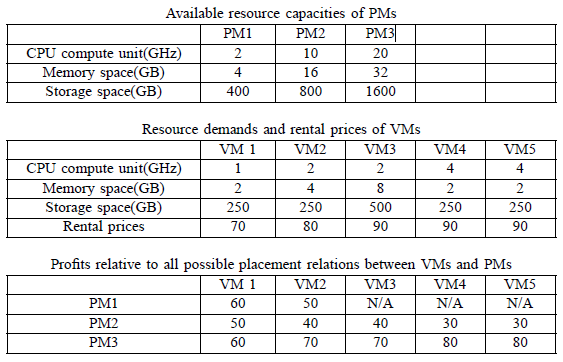 Available resource capacities of PMs
PM1 PM2 PM3
CPU compute unit(GHz) 2 10 20
Memory space(GB) 4 16 32
Storage space(GB) 400 800 1600
Resource demands and rental prices of VMs
VM 1 VM2 VM3 VM4 VM5
CPU compute unit(GHz) 1 2 2 4 4
Memory space(GB) 2 4 8 2 2
Storage space(GB) 250 250 500 250 250
Rental prices 70 80 90 90 90
Profits relative to all possible placement relations between VMs and PMs
VM 1 VM2 VM3 VM4 VM5
PM1 60 50 N/A N/A N/A
PM2 50 40 40 30 30
PM3 60 70 70 80 80